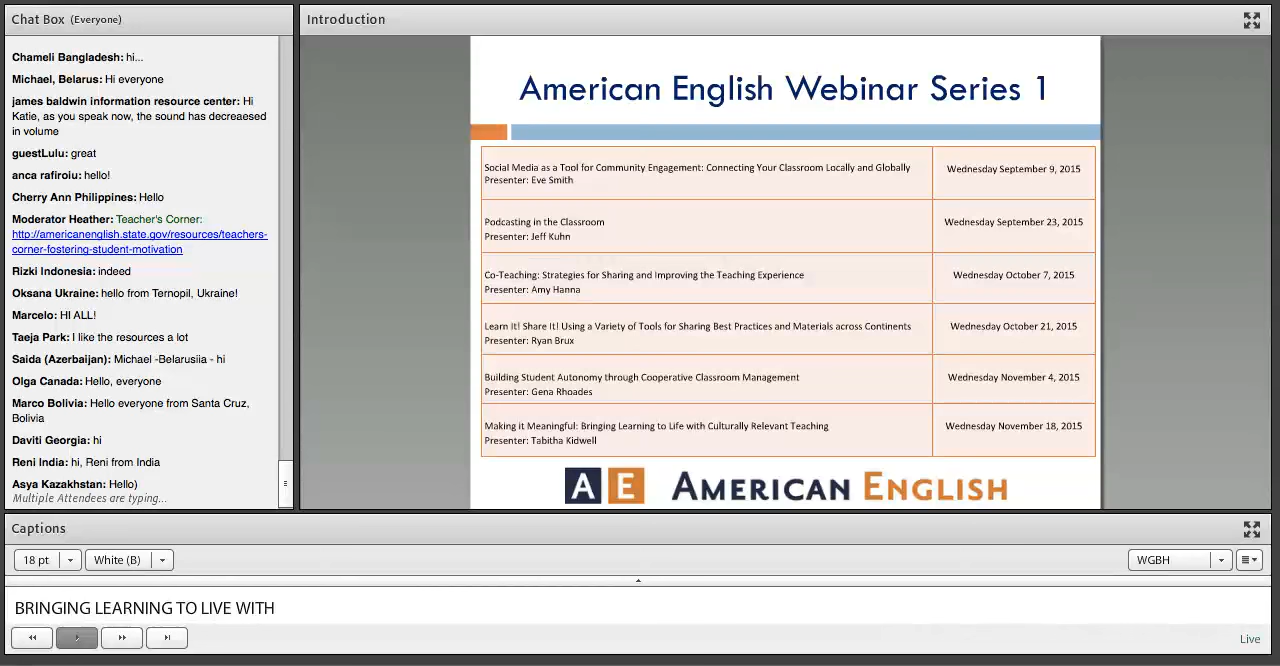 Chat Box (Everyone)
Chameli Bangladesh: hi...
Michael, Belarus: Hi everyone
james baldwin information resource center: Hi
Katie, as you speak now, the sound has decreaesed
in volume
guestLulu: great
anca rafiroiu: hello!
Cherry Ann Philippines: Hello
Moderator Heather: Teacher's Corner:
http://americanenglish.state.gov/resources/teachers-
corner-fostering-student-motivation
Rizki Indonesia: indeed
Oksana Ukraine: hello from Ternopil, Ukraine!
Marcelo: HI ALL!
Taeja Park: I like the resources a lot
Saida (Azerbaijan): Michael -Belarusiia - hi
Olga Canada: Hello, everyone
Marco Bolivia: Hello everyone from Santa Cruz,
Bolivia
Daviti Georgia: hi
Reni India: hi, Reni from India
Asya Kazakhstan: Hello)
Multiple Attendees are typing...
Introduction
American English Webinar Series 1
Social Media as a Tool for Community Engagement: Connecting Your Classroom Locally and Globally
Presenter: Eve Smith
Wednesday September 9, 2015
Podcasting in the Classroom
Presenter: Jeff Kuhn
Wednesday September 23, 2015
Co-Teaching: Strategies for Sharing and Improving the Teaching Experience
Presenter: Amy Hanna
Wednesday October 7, 2015
Learn It! Share It! Using a Variety of Tools for Sharing Best Practices and Materials across Continents
Presenter: Ryan Brux
Wednesday October 21, 2015
Building Student Autonomy through Cooperative Classroom Management
Presenter: Gena Rhoades
Wednesday November 4, 2015
Making it Meaningful: Bringing Learning to Life with Culturally Relevant Teaching
Presenter: Tabitha Kidwell
Wednesday November 18, 2015
AE AMERICAN ENGLISH
Captions
18 pt
White (B)
WGBH
BRINGING LEARNING TO LIVE WITH
Live